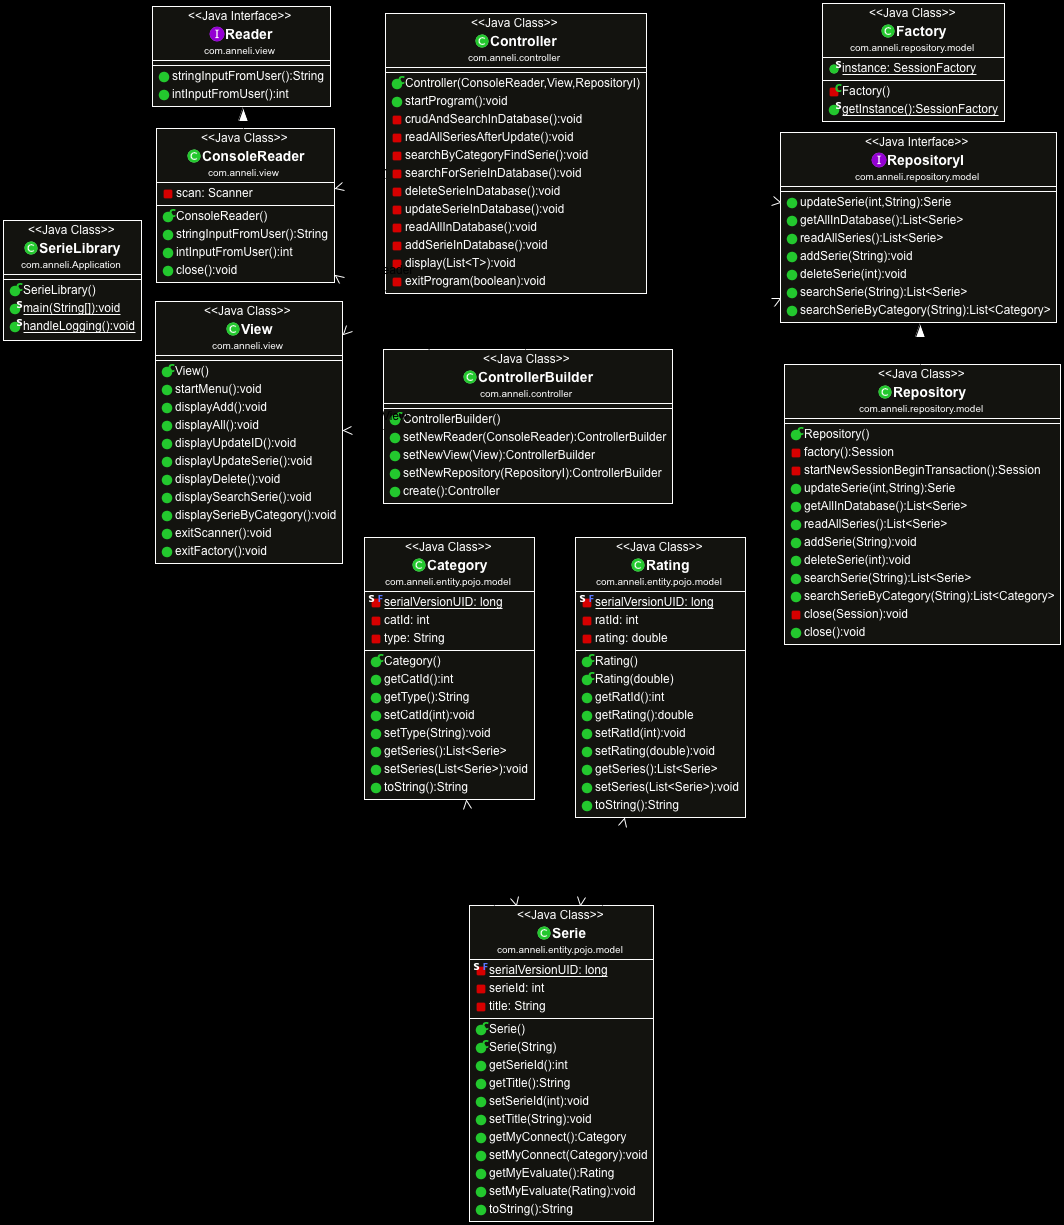 <<Java Interface>>
Reader
com.anneli.view
stringInputFromUser():String
intInputFromUser():int
<<Java Class>>
Controller
com.anneli.controller
Controller(ConsoleReader,View,RepositoryI)
startProgram():void
crudAndSearchInDatabase():void
readAllSeriesAfterUpdate():void
searchByCategoryFindSerie():void
searchForSerieInDatabase():void
deleteSerieInDatabase():void
updateSerieInDatabase():void
readAllInDatabase():void
addSerieInDatabase():void
display(List<T>):void
exitProgram(boolean):void
<<Java Class>>
Factory
com.anneli.repository.model
instance: SessionFactory
Factory()
getInstance():SessionFactory
<<Java Class>>
ConsoleReader
com.anneli.view
scan: Scanner
ConsoleReader()
stringInputFromUser():String
intInputFromUser():int
close():void
<<Java Interface>>
RepositoryI
com.anneli.repository.model
updateSerie(int,String):Serie
getAllInDatabase():List<Serie>
readAllSeries():List<Serie>
addSerie(String):void
deleteSerie(int):void
searchSerie(String):List<Serie>
searchSerieByCategory(String):List<Category>
<<Java Class>>
SerieLibrary
com.anneli.Application
SerieLibrary()
main(String[]):void
handleLogging():void
<<Java Class>>
View
com.anneli.view
View()
startMenu():void
displayAdd():void
displayAll():void
displayUpdateID():void
displayUpdateSerie():void
displayDelete():void
displaySearchSerie():void
displaySerieByCategory():void
exitScanner():void
exitFactory():void
<<Java Class>>
ControllerBuilder
com.anneli.controller
ControllerBuilder()
setNewReader(ConsoleReader):ControllerBuilder
setNewView(View):ControllerBuilder
setNewRepository(RepositoryI):ControllerBuilder
create():Controller
<<Java Class>>
Repository
com.anneli.repository.model
Repository()
factory():Session
startNewSessionBeginTransaction():Session
updateSerie(int,String):Serie
getAllInDatabase():List<Serie>
readAllSeries():List<Serie>
addSerie(String):void
deleteSerie(int):void
searchSerie(String):List<Serie>
searchSerieByCategory(String):List<Category>
close(Session):void
close():void
<<Java Class>>
Category
com.anneli.entity.pojo.model
serialVersionUID: long
catId: int
type: String
Category()
getCatId():int
getType():String
setCatId(int):void
setType(String):void
getSeries():List<Serie>
setSeries(List<Serie>):void
toString():String
<<Java Class>>
Rating
com.anneli.entity.pojo.model
serialVersionUID: long
ratId: int
rating: double
Rating()
Rating(double)
getRatId():int
getRating():double
setRatId(int):void
setRating(double):void
getSeries():List<Serie>
setSeries(List<Serie>):void
toString():String
<<Java Class>>
Serie
com.anneli.entity.pojo.model
serialVersionUID: long
serieId: int
title: String
Serie()
Serie(String)
getSerieId():int
getTitle():String
setSerieId(int):void
setTitle(String):void
getMyConnect():Category
setMyConnect(Category):void
getMyEvaluate():Rating
setMyEvaluate(Rating):void
toString():String